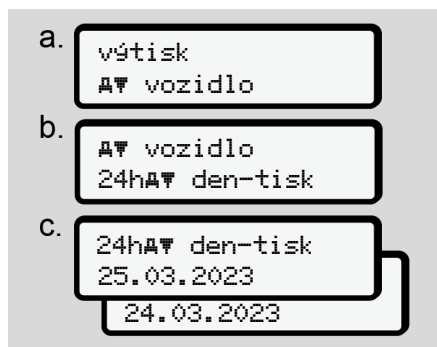 a.
výtisk
vozidlo
b.
vozidlo
24h den-tisk
c.
24h den-tisk
25.03.2023
24.03.2023